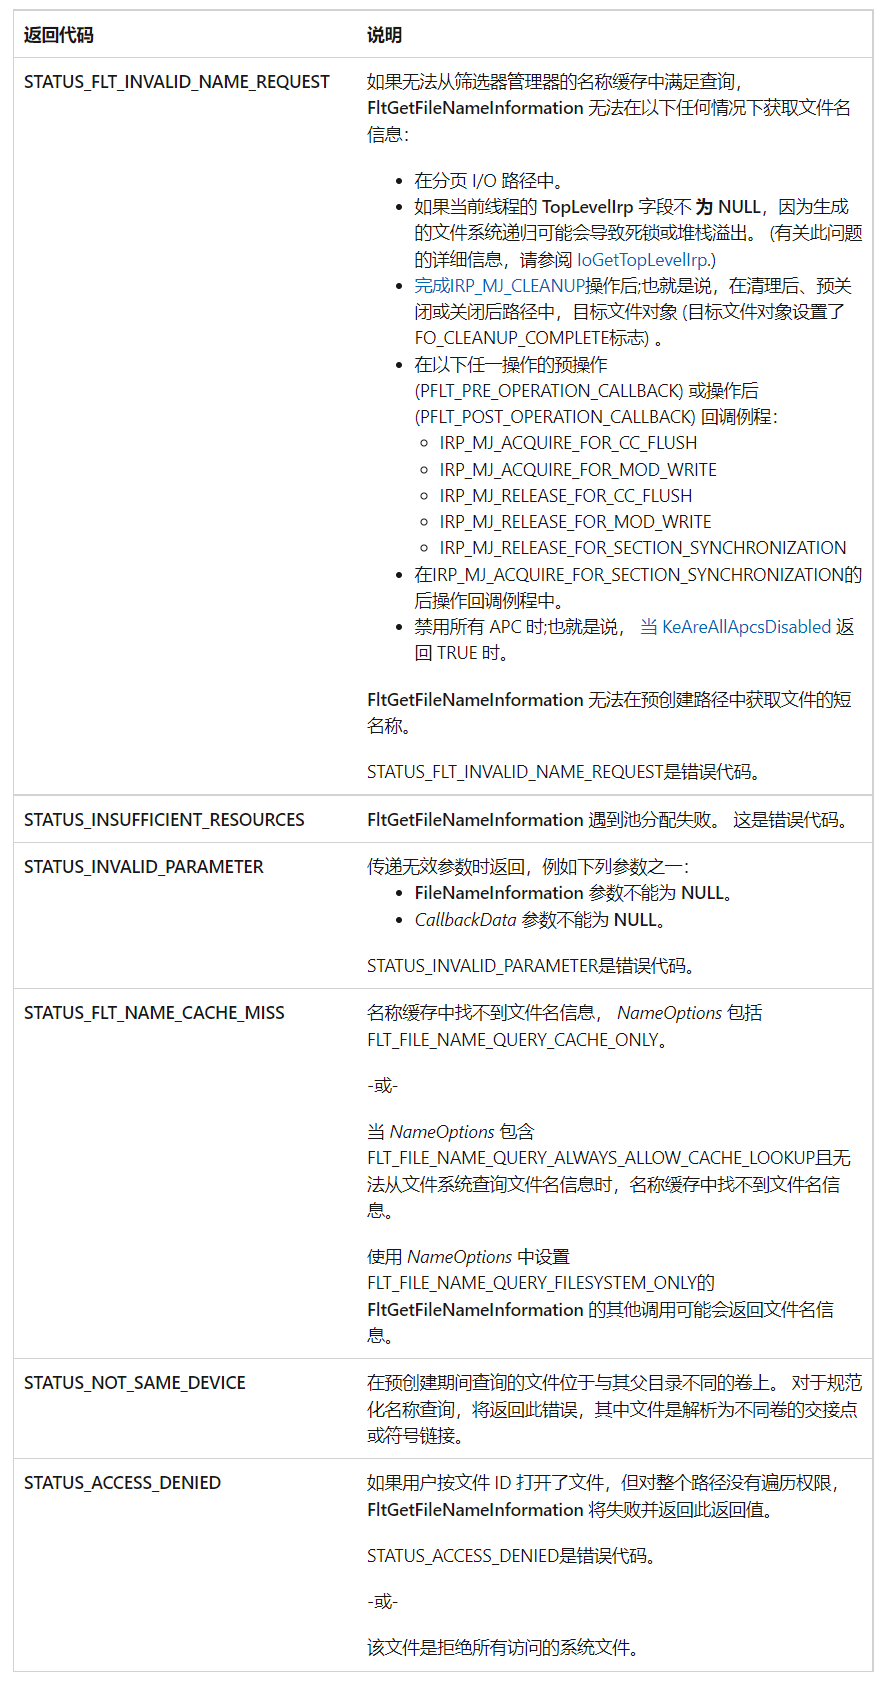 返回代码 说明
STATUS_FLT_INVALID_NAME_REQUEST 如果无法从筛选器管理器的名称缓存中满足查询，
FltGetFileNameInformation 无法在以下任何情况下获取文件名
信息：
• 在分页 I/O 路径中。
• 如果当前线程的 TopLevelIrp 字段不 为 NULL，因为生成
的文件系统递归可能会导致死锁或堆栈溢出。 (有关此问题
的详细信息，请参阅 IoGetTopLevelIrp.)
• 完成IRP_MJ_CLEANUP操作后;也就是说，在清理后、预关
闭或关闭后路径中，目标文件对象 (目标文件对象设置了
FO_CLEANUP_COMPLETE标志) 。
• 在以下任一操作的预操作
(PFLT_PRE_OPERATION_CALLBACK) 或操作后
(PFLT_POST_OPERATION_CALLBACK) 回调例程：
○ IRP_MJ_ACQUIRE_FOR_CC_FLUSH
○ IRP_MJ_ACQUIRE_FOR_MOD_WRITE
○ IRP_MJ_RELEASE_FOR_CC_FLUSH
○ IRP_MJ_RELEASE_FOR_MOD_WRITE
○ IRP_MJ_RELEASE_FOR_SECTION_SYNCHRONIZATION
• 在IRP_MJ_ACQUIRE_FOR_SECTION_SYNCHRONIZATION的
后操作回调例程中。
• 禁用所有 APC 时;也就是说， 当 KeAreAllApcsDisabled 返
回 TRUE 时。
FltGetFileNameInformation 无法在预创建路径中获取文件的短
名称。
STATUS_FLT_INVALID_NAME_REQUEST是错误代码。
STATUS_INSUFFICIENT_RESOURCES FltGetFileNameInformation 遇到池分配失败。 这是错误代码。
STATUS_INVALID_PARAMETER 传递无效参数时返回，例如下列参数之一：
• FileNameInformation 参数不能为 NULL。
• CallbackData 参数不能为 NULL。
STATUS_INVALID_PARAMETER是错误代码。
STATUS_FLT_NAME_CACHE_MISS 名称缓存中找不到文件名信息， NameOptions 包括
FLT_FILE_NAME_QUERY_CACHE_ONLY。
-或-
当 NameOptions 包含
FLT_FILE_NAME_QUERY_ALWAYS_ALLOW_CACHE_LOOKUP且无
法从文件系统查询文件名信息时，名称缓存中找不到文件名信
息。
使用 NameOptions 中设置
FLT_FILE_NAME_QUERY_FILESYSTEM_ONLY的
FltGetFileNameInformation 的其他调用可能会返回文件名信
息。
STATUS_NOT_SAME_DEVICE 在预创建期间查询的文件位于与其父目录不同的卷上。 对于规范
化名称查询，将返回此错误，其中文件是解析为不同卷的交接点
或符号链接。
STATUS_ACCESS_DENIED 如果用户按文件 ID 打开了文件，但对整个路径没有遍历权限，
FltGetFileNameInformation 将失败并返回此返回值。
STATUS_ACCESS_DENIED是错误代码。
-或-
该文件是拒绝所有访问的系统文件。